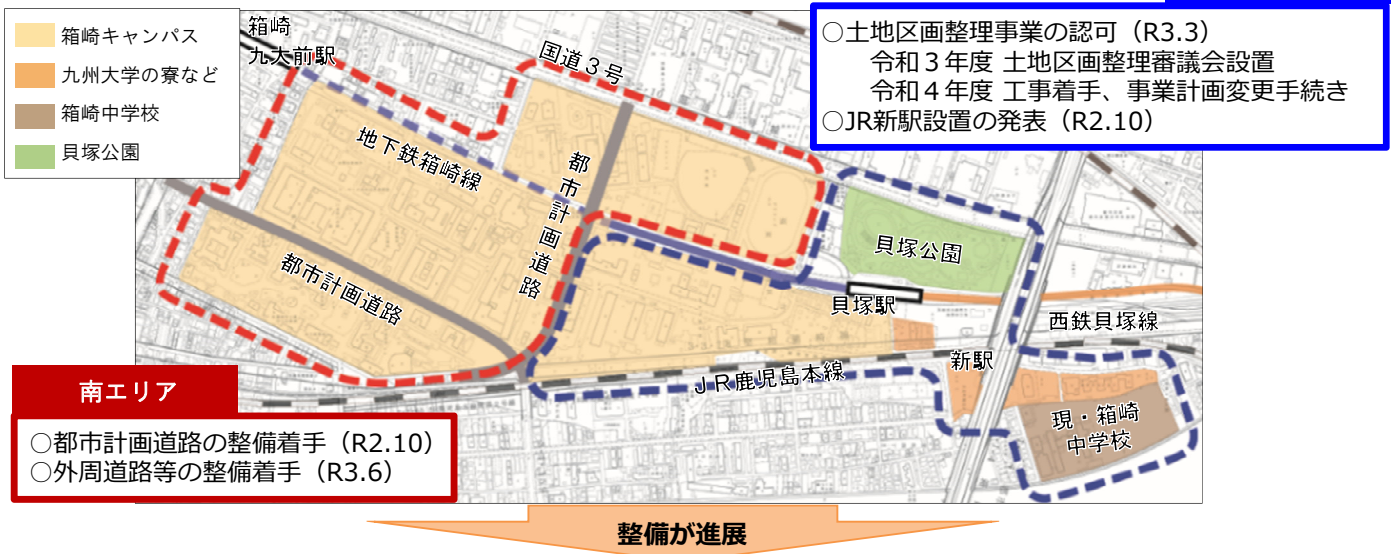 箱崎キャンパス
九州大学の寮など
箱崎中学校
貝塚公園
箱崎
九大前駅
国道3号
○土地区画整理事業の認可（R3.3）
令和３年度 土地区画整理審議会設置
令和４年度 工事着手、事業計画変更手続き
○JR新駅設置の発表（R2.10）
地下鉄箱崎線
都市計画道路
都市計画道路
貝塚公園
貝塚駅
西鉄貝塚線
新駅
ＪＲ鹿児島本線
現・箱崎
中学校
南エリア
○都市計画道路の整備着手（R2.10）
○外周道路等の整備着手（R3.6）
整備が進展